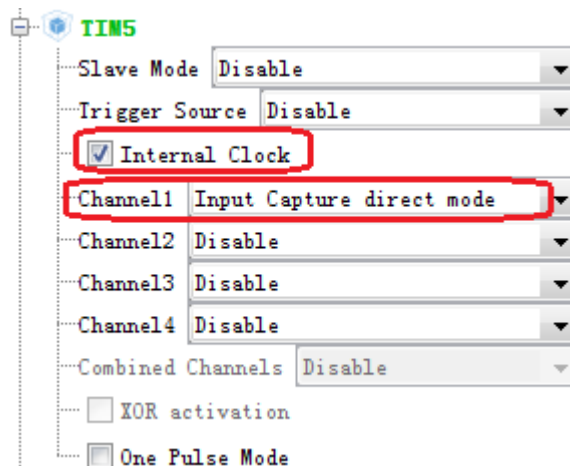 TIM5
Slave Mode Disable
Trigger Source Disable
Internal Clock
Channel1 Input Capture direct mode
Channel2 Disable
Channel3 Disable
Channel4 Disable
Combined Channels Disable
XOR activation
One Pulse Mode